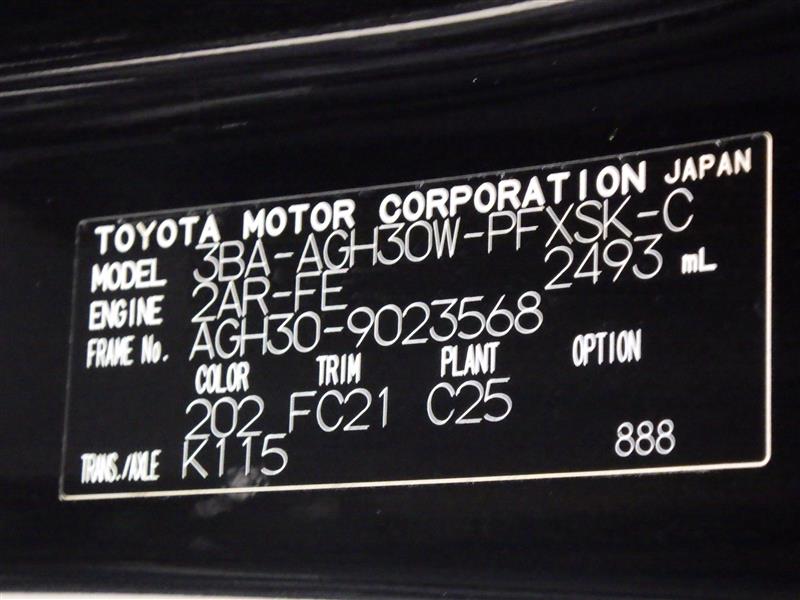 TOYOTA MOTOR CORPORATION JAPAN
MODEL 3BA-AGH30W-PFXSK-C
ENGINE 2AR-FE 2493 mL
FRAME No. AGH30-9023568
COLOR TRIM PLANT OPTION
202 FC21 C25
TRANS./AXLE K115 888